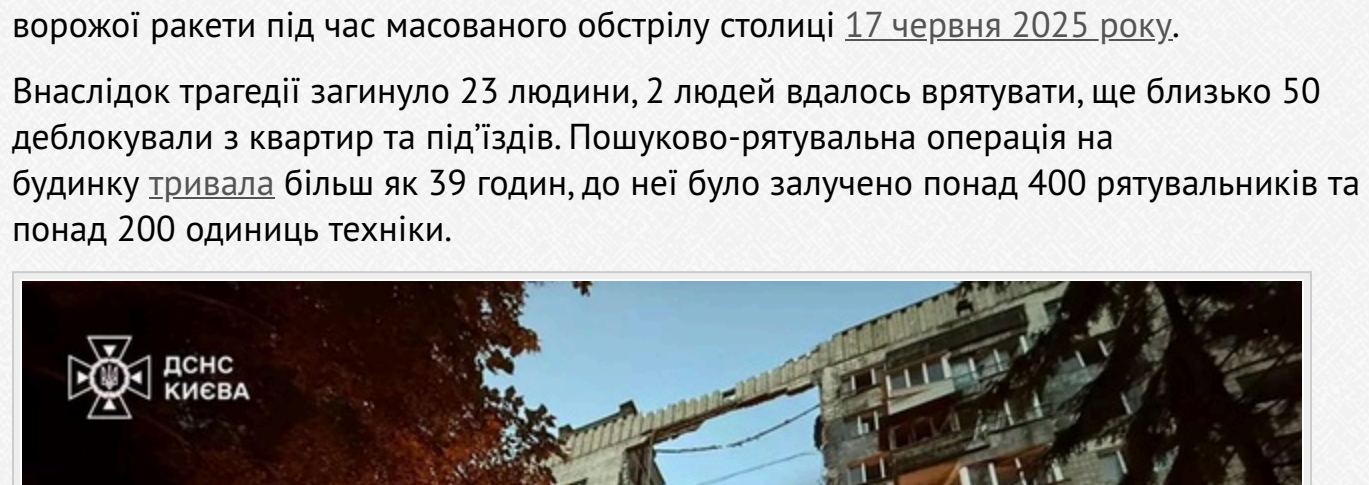 ворожої ракети під час масованого обстрілу столиці 17 червня 2025 року.
Внаслідок трагедії загинуло 23 людини, 2 людей вдалось врятувати, ще близько 50
деблокували з квартир та під’їздів. Пошуково-рятувальна операція на
будинку тривала більш як 39 годин, до неї було залучено понад 400 рятувальників та
понад 200 одиниць техніки.
ДСНС
КИЄВА